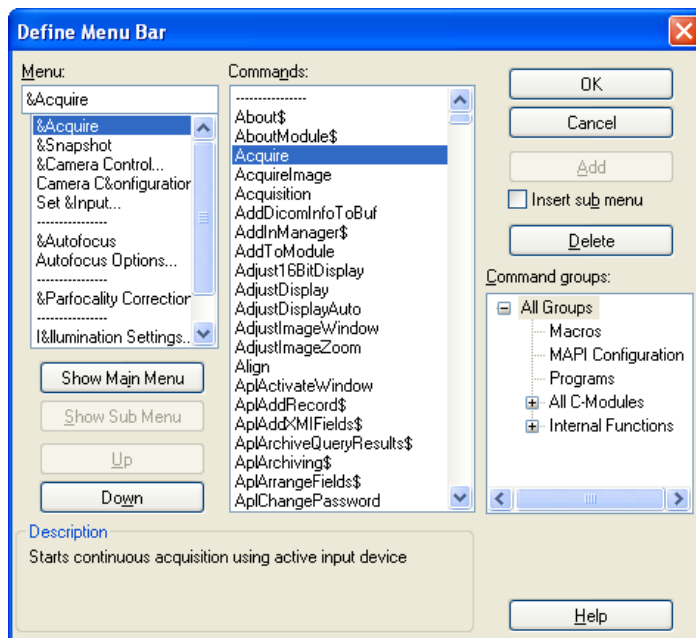 Define Menu Bar
Menu:
&Acquire
&Acquire
&Snapshot
&Camera Control...
Camera C&onfiguration
Set &Input...
---------------
&Autofocus
Autofocus Options...
---------------
&Parfocality Correction
---------------
I&llumination Settings...
Show Main Menu
Show Sub Menu
Up
Down
Commands:
---------------
About$
AboutModule$
Acquire
AcquireImage
Acquisition
AddDicomInfoToBuf
AddInManager$
AddToModule
Adjust16BitDisplay
AdjustDisplay
AdjustDisplayAuto
AdjustImageWindow
AdjustImageZoom
Align
AplActivateWindow
AplAddRecord$
AplAddXMIFields$
AplArchiveQueryResults$
AplArchiving$
AplArrangeFields$
AplChangePassword
OK
Cancel
Add
Insert sub menu
Delete
Command groups:
All Groups
Macros
MAPI Configuration
Programs
All C-Modules
Internal Functions
Description
Starts continuous acquisition using active input device
Help